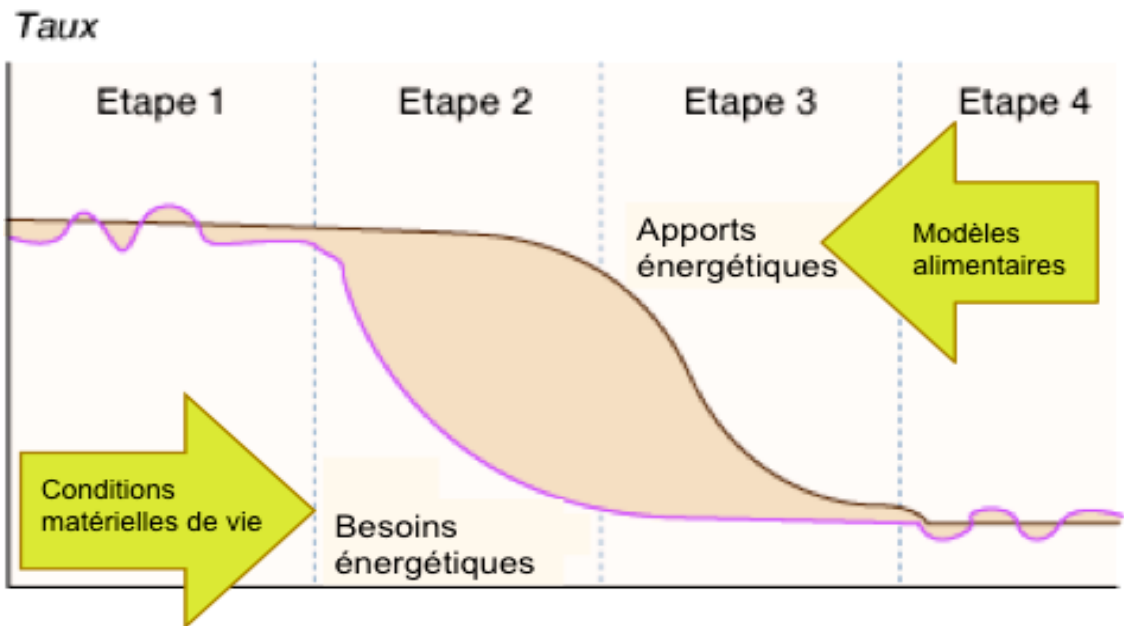 Taux
Etape 1
Etape 2
Etape 3
Etape 4
Apports
énergétiques
Modèles
alimentaires
Conditions
matérielles de vie
Besoins
énergétiques